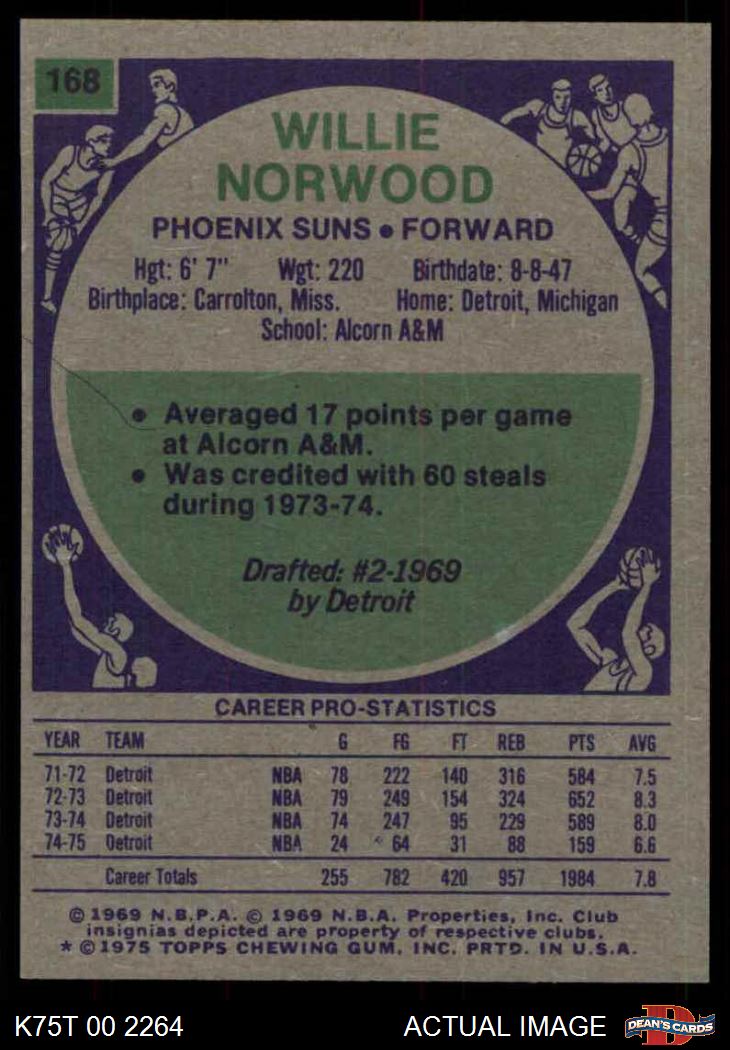 168
WILLIE
NORWOOD
PHOENIX SUNS • FORWARD
Hgt: 6' 7" Wgt: 220 Birthdate: 8-8-47
Birthplace: Carrolton, Miss. Home: Detroit, Michigan
School: Alcorn A&M
• Averaged 17 points per game
at Alcorn A&M.
• Was credited with 60 steals
during 1973-74.
Drafted: #2-1969
by Detroit
CAREER PRO-STATISTICS
YEAR TEAM G FG FT REB PTS AVG
71-72 Detroit NBA 78 222 140 316 584 7.5
72-73 Detroit NBA 79 249 154 324 652 8.3
73-74 Detroit NBA 74 247 95 229 589 8.0
74-75 Detroit NBA 24 64 31 88 159 6.6
Career Totals 255 782 420 957 1984 7.8
© 1969 N.B.P.A. © 1969 N.B.A. Properties, Inc. Club
insignias depicted are property of respective clubs.
* © 1975 TOPPS CHEWING GUM, INC. PRTD. IN U.S.A.
K75T 00 2264 ACTUAL IMAGE D DEAN'S CARDS